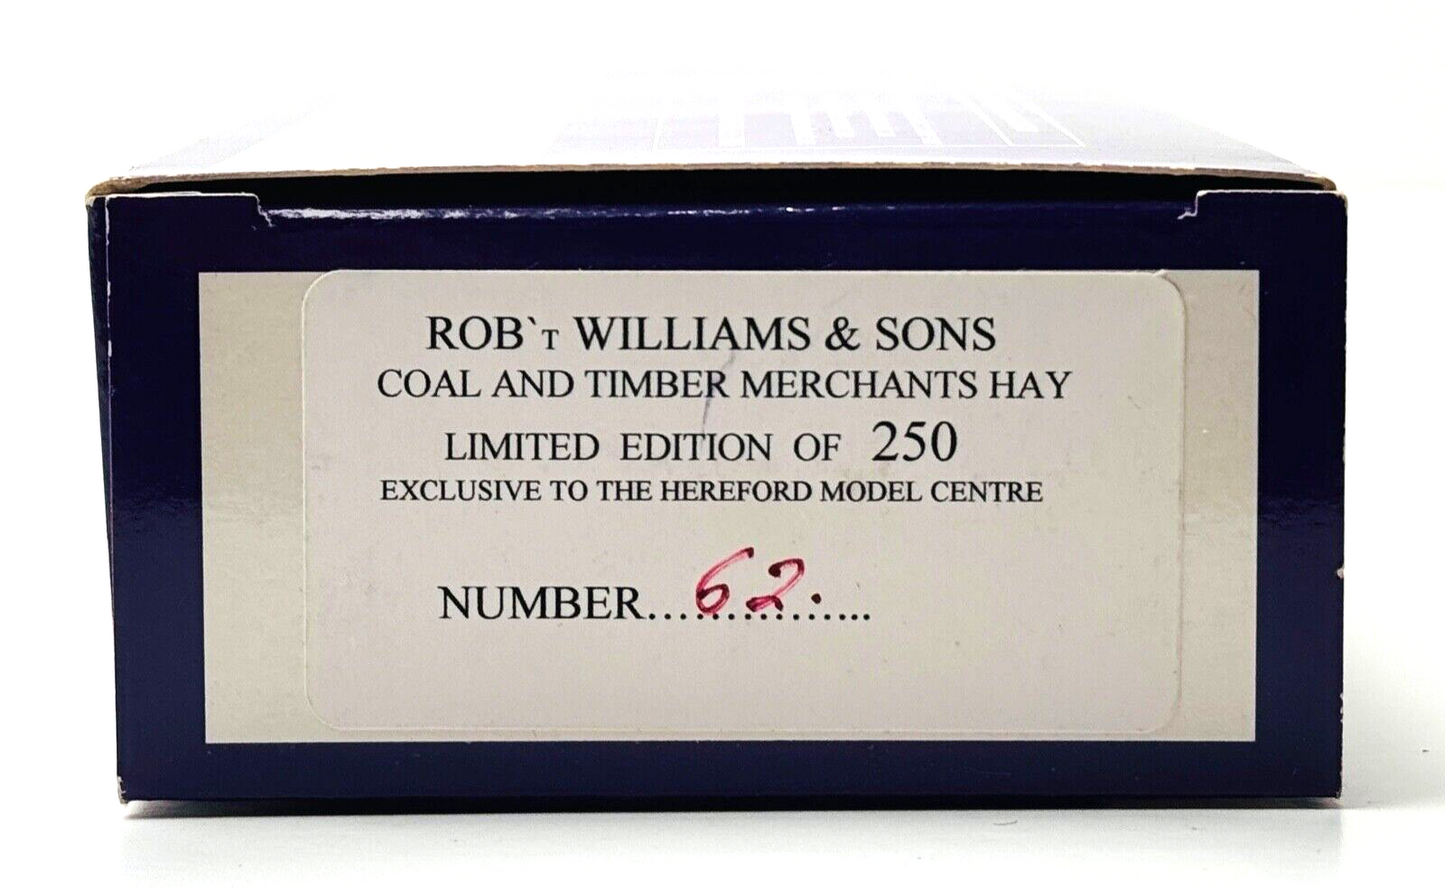 ROB`T WILLIAMS & SONS
COAL AND TIMBER MERCHANTS HAY
LIMITED EDITION OF 250
EXCLUSIVE TO THE HEREFORD MODEL CENTRE
NUMBER....62.............